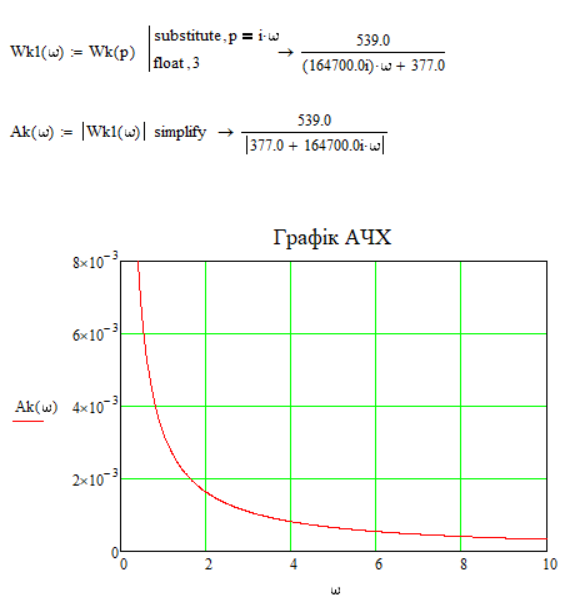 Wk1(ω) := Wk(p) | substitute, p = i·ω
float, 3 → 539.0 / ((164700.0i)·ω + 377.0)
Ak(ω) := |Wk1(ω)| simplify → 539.0 / |377.0 + 164700.0i·ω|
Графік АЧХ
8×10⁻³
6×10⁻³
Ak(ω) 4×10⁻³
2×10⁻³
0
0 2 4 6 8 10
ω